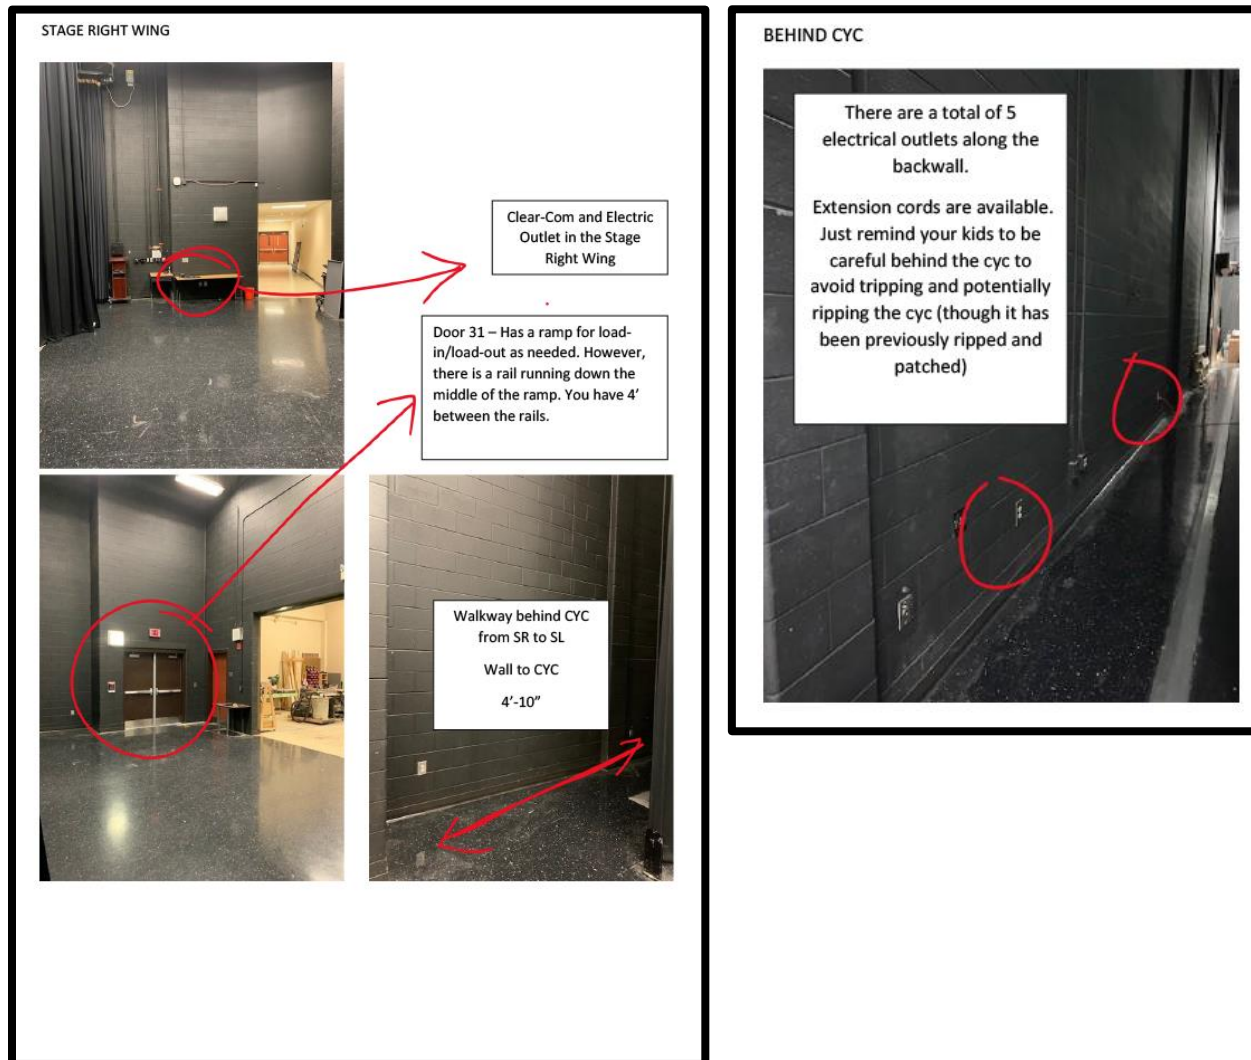 STAGE RIGHT WING
Clear-Com and Electric
Outlet in the Stage
Right Wing
Door 31 – Has a ramp for load-
in/load-out as needed. However,
there is a rail running down the
middle of the ramp. You have 4’
between the rails.
Walkway behind CYC
from SR to SL
Wall to CYC
4’-10”
BEHIND CYC
There are a total of 5
electrical outlets along the
backwall.
Extension cords are available.
Just remind your kids to be
careful behind the cyc to
avoid tripping and potentially
ripping the cyc (though it has
been previously ripped and
patched)